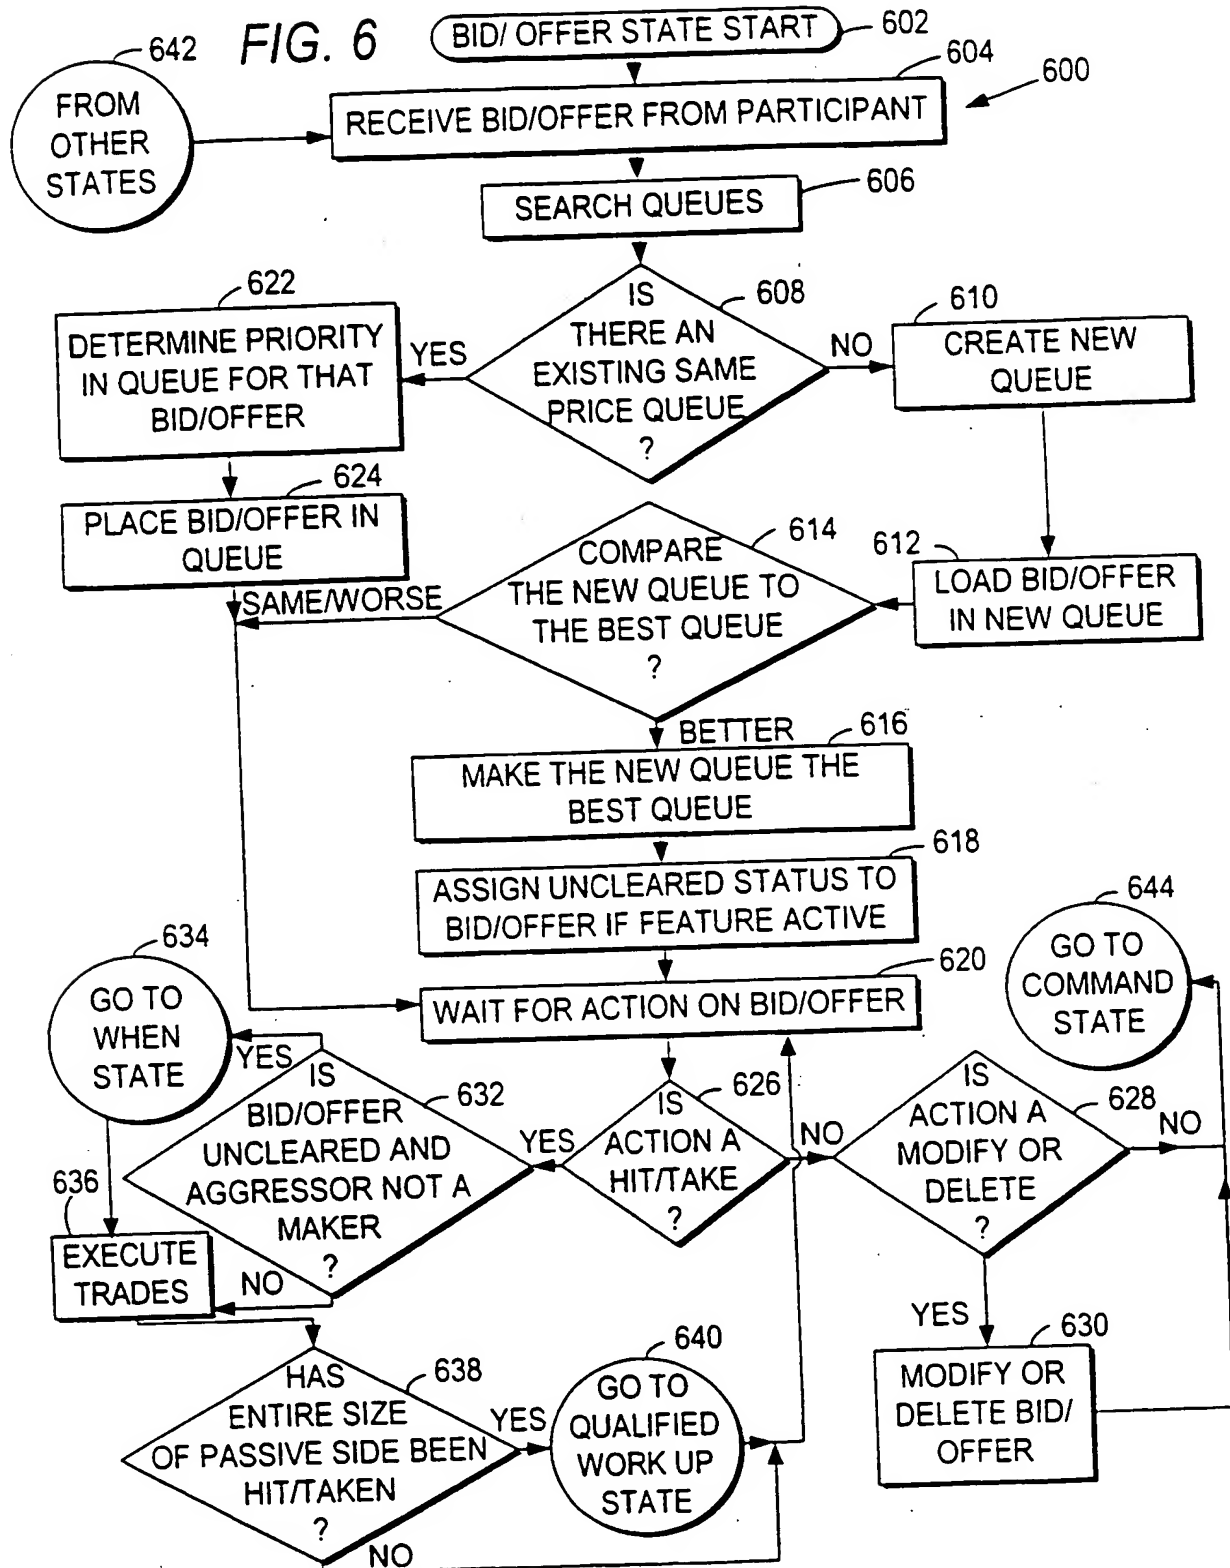 FIG. 6
BID/ OFFER STATE START
602
642
FROM
OTHER
STATES
604
600
RECEIVE BID/OFFER FROM PARTICIPANT
606
SEARCH QUEUES
622
DETERMINE PRIORITY
IN QUEUE FOR THAT
BID/OFFER
YES
608
IS
THERE AN
EXISTING SAME
PRICE QUEUE
?
NO
610
CREATE NEW
QUEUE
624
PLACE BID/OFFER IN
QUEUE
SAME/WORSE
614
COMPARE
THE NEW QUEUE TO
THE BEST QUEUE
?
612
LOAD BID/OFFER
IN NEW QUEUE
BETTER
616
MAKE THE NEW QUEUE THE
BEST QUEUE
618
ASSIGN UNCLEARED STATUS TO
BID/OFFER IF FEATURE ACTIVE
620
WAIT FOR ACTION ON BID/OFFER
644
GO TO
COMMAND
STATE
634
GO TO
WHEN
STATE
YES
632
IS
BID/OFFER
UNCLEARED AND
AGGRESSOR NOT A
MAKER
?
YES
626
IS
ACTION A
HIT/TAKE
?
NO
628
IS
ACTION A
MODIFY OR
DELETE
?
NO
636
EXECUTE
TRADES
NO
YES
630
MODIFY OR
DELETE BID/
OFFER
638
HAS
ENTIRE SIZE
OF PASSIVE SIDE BEEN
HIT/TAKEN
?
YES
640
GO TO
QUALIFIED
WORK UP
STATE
NO